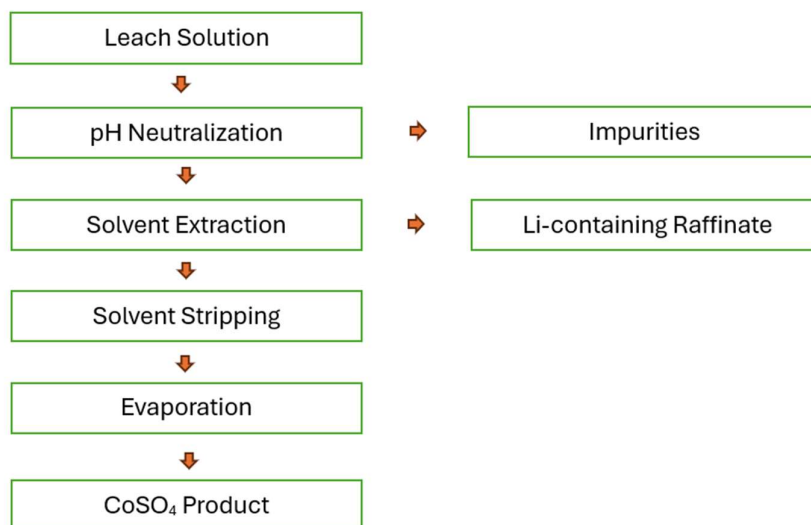 Leach Solution
pH Neutralization
Impurities
Solvent Extraction
Li-containing Raffinate
Solvent Stripping
Evaporation
CoSO₄ Product